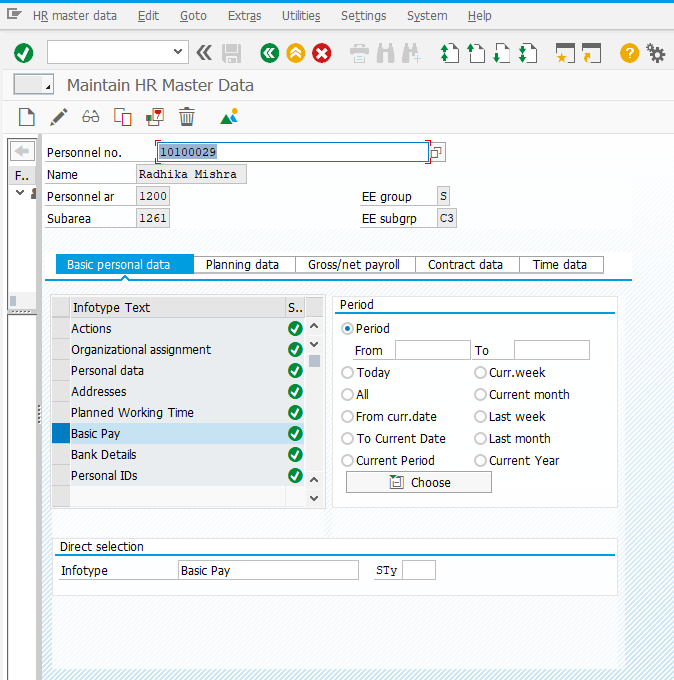 HR master data Edit Goto Extras Utilities Settings System Help
Maintain HR Master Data
Personnel no. 10100029
Name Radhika Mishra
Personnel ar 1200 EE group S
Subarea 1261 EE subgrp C3
F..
Basic personal data Planning data Gross/net payroll Contract data Time data
Infotype Text S..
Actions
Organizational assignment
Personal data
Addresses
Planned Working Time
Basic Pay
Bank Details
Personal IDs
Period
Period
From To
Today Curr.week
All Current month
From curr.date Last week
To Current Date Last month
Current Period Current Year
Choose
Direct selection
Infotype Basic Pay STy